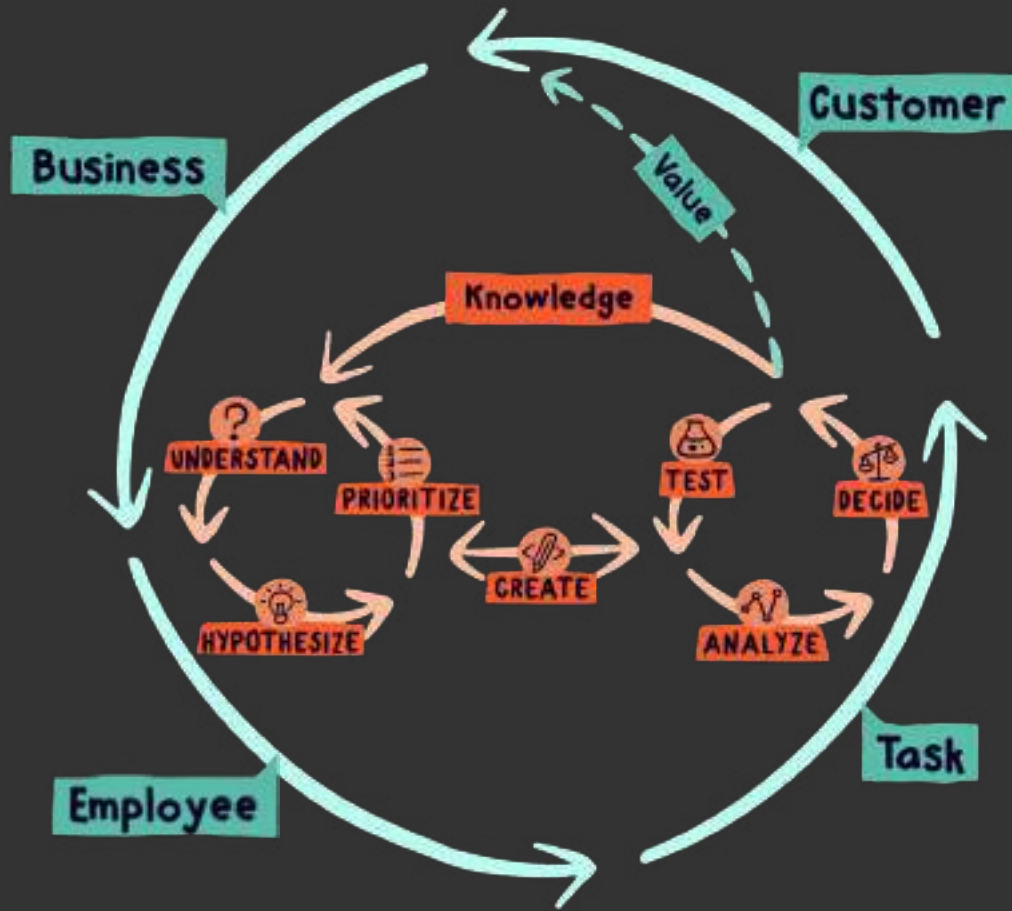 Customer
Business
Value
Knowledge
UNDERSTAND
PRIORITIZE
TEST
DECIDE
CREATE
HYPOTHESIZE
ANALYZE
Task
Employee